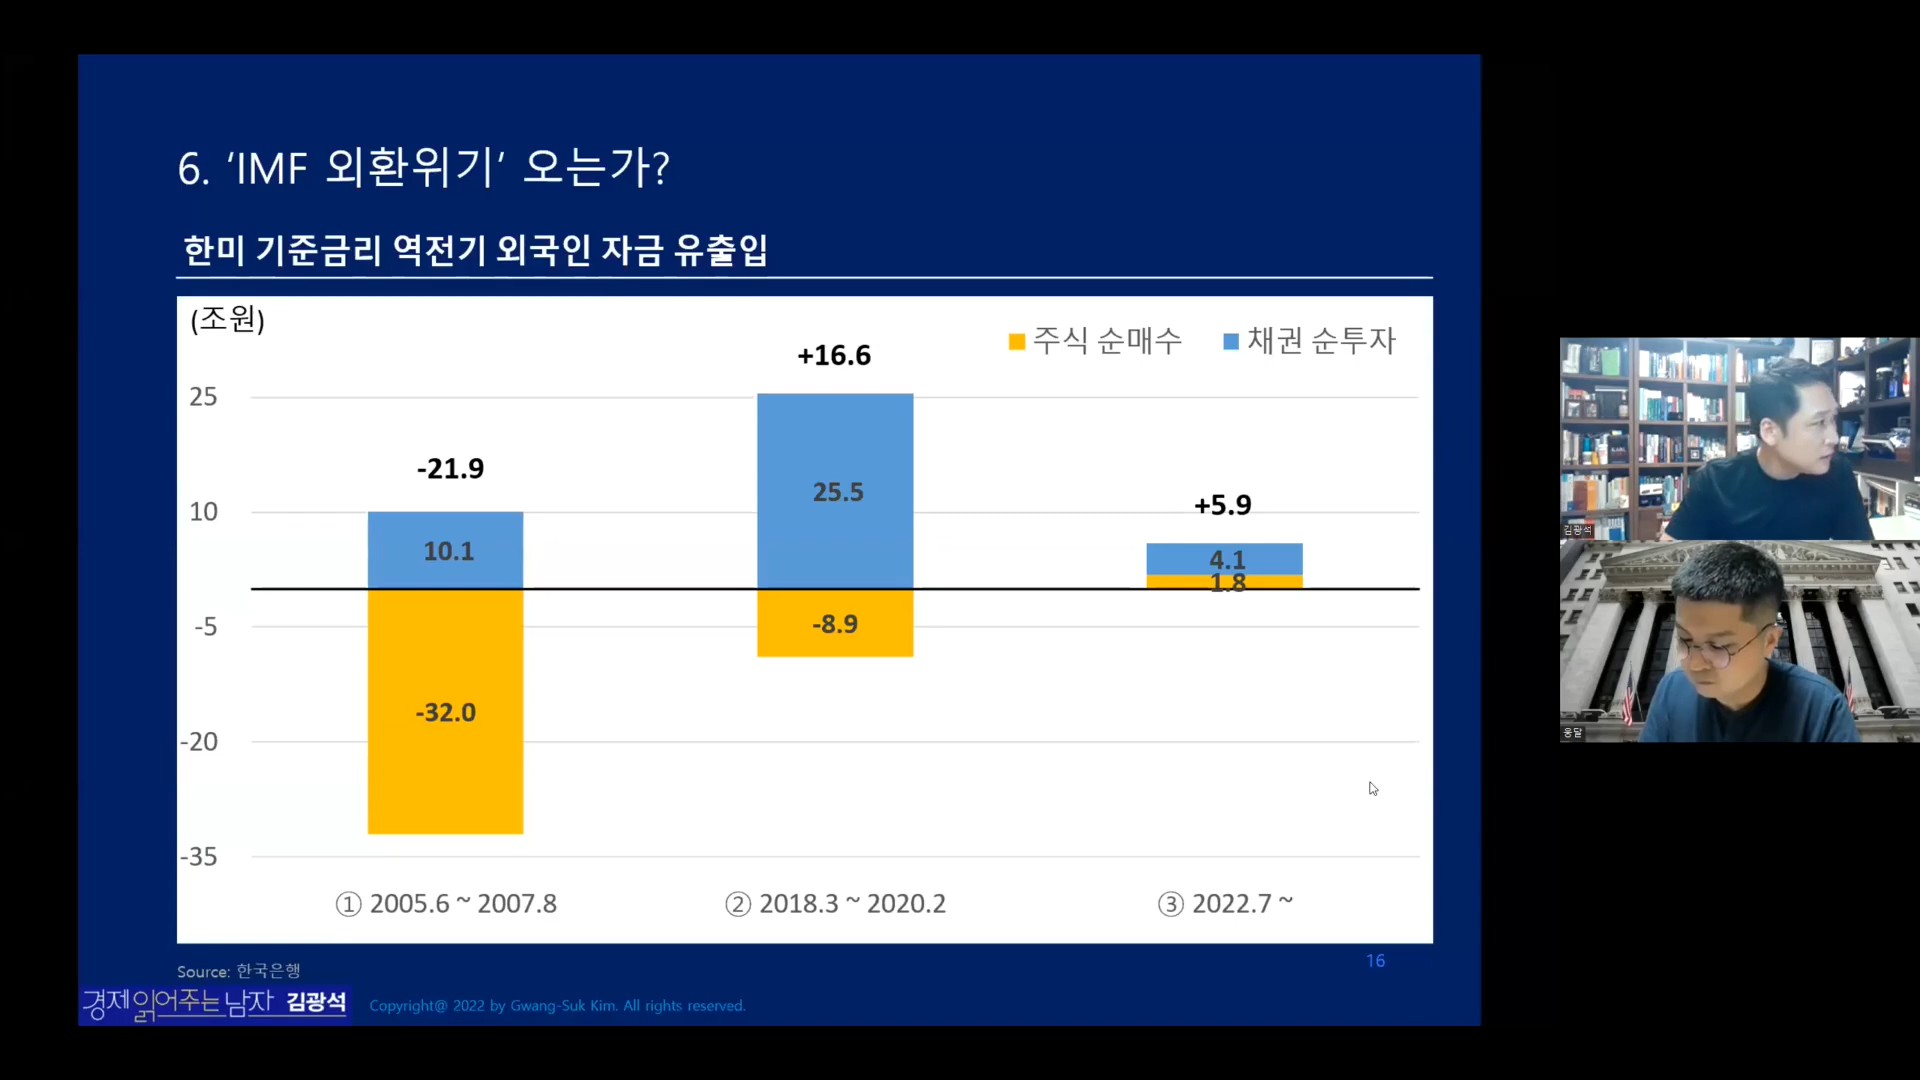 6. ‘IMF 외환위기’ 오는가?
한미 기준금리 역전기 외국인 자금 유출입
(조원)
주식 순매수 채권 순투자
25
10
-5
-20
-35
-21.9
10.1
-32.0
+16.6
25.5
-8.9
+5.9
4.1
1.8
① 2005.6 ~ 2007.8
② 2018.3 ~ 2020.2
③ 2022.7 ~
Source: 한국은행
16
경제 읽어주는 남자 김광석
Copyright@ 2022 by Gwang-Suk Kim. All rights reserved.
김광석
옹달